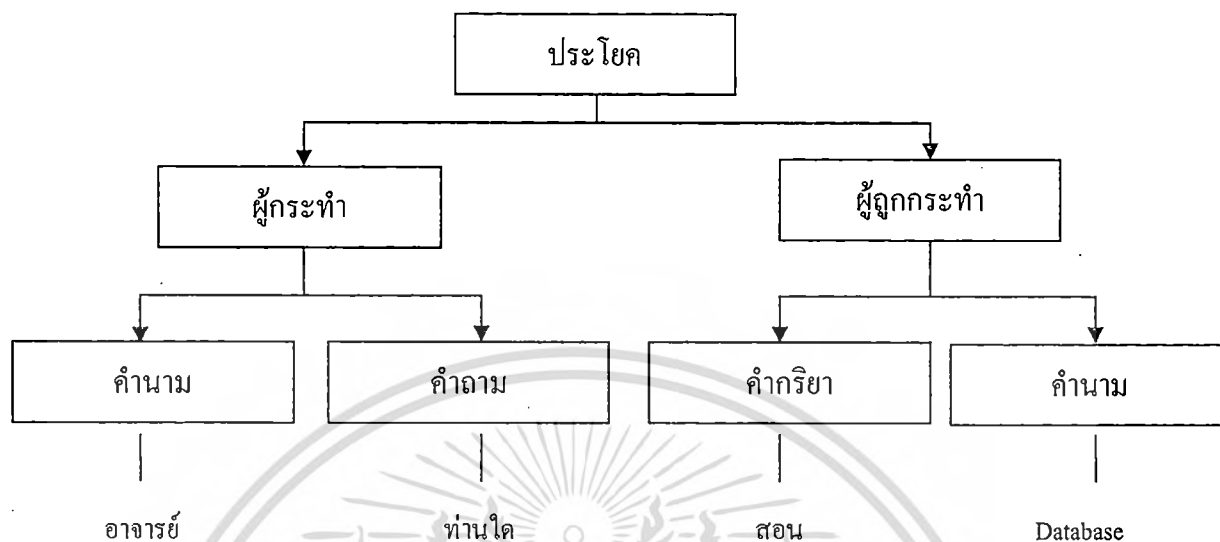 ประโยค
ผู้กระทำ
ผู้ถูกกระทำ
คำนาม
คำถาม
คำกริยา
คำนาม
อาจารย์
ท่านใด
สอน
Database